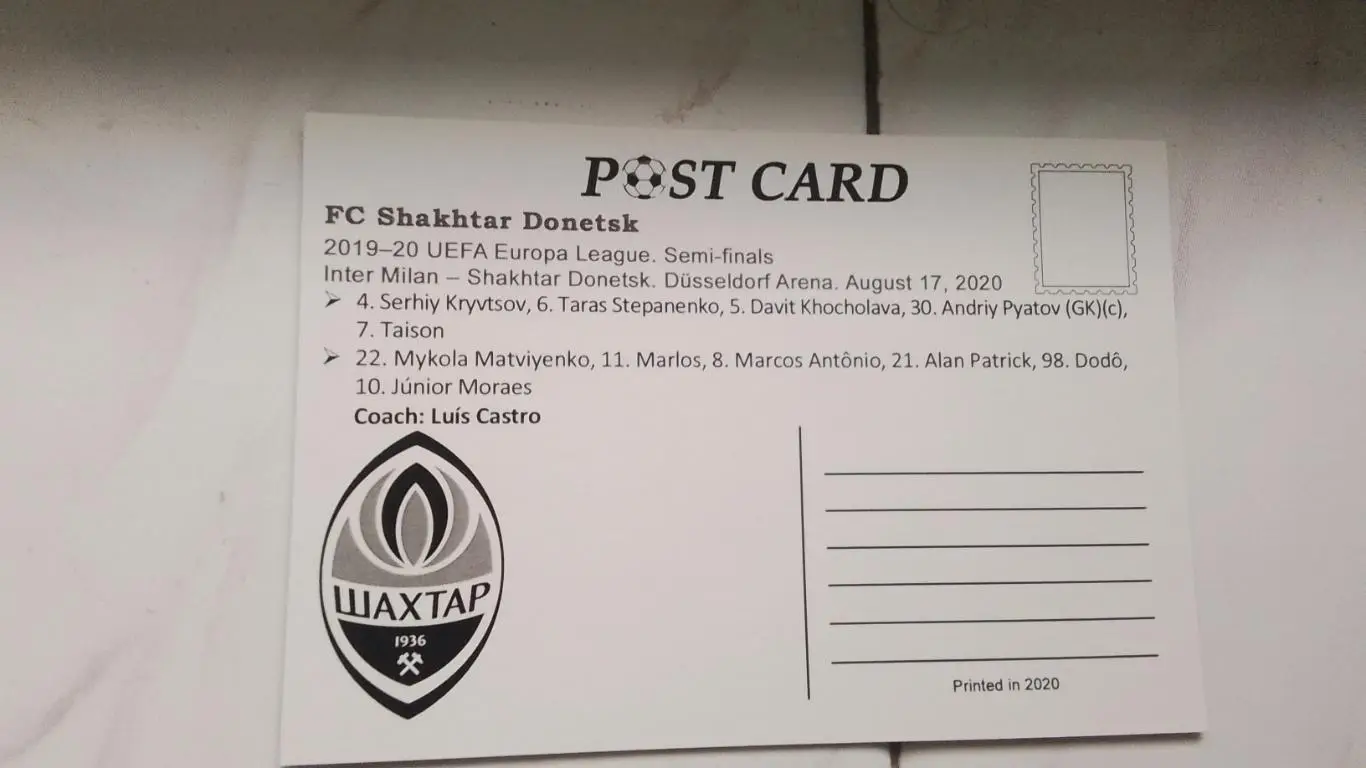 POST CARD
FC Shakhtar Donetsk
2019–20 UEFA Europa League. Semi-finals
Inter Milan – Shakhtar Donetsk. Düsseldorf Arena. August 17, 2020
➢ 4. Serhiy Kryvtsov, 6. Taras Stepanenko, 5. Davit Khocholava, 30. Andriy Pyatov (GK)(c),
7. Taison
➢ 22. Mykola Matviyenko, 11. Marlos, 8. Marcos Antônio, 21. Alan Patrick, 98. Dodô,
10. Júnior Moraes
Coach: Luís Castro
ШАХТАР
1936
Printed in 2020